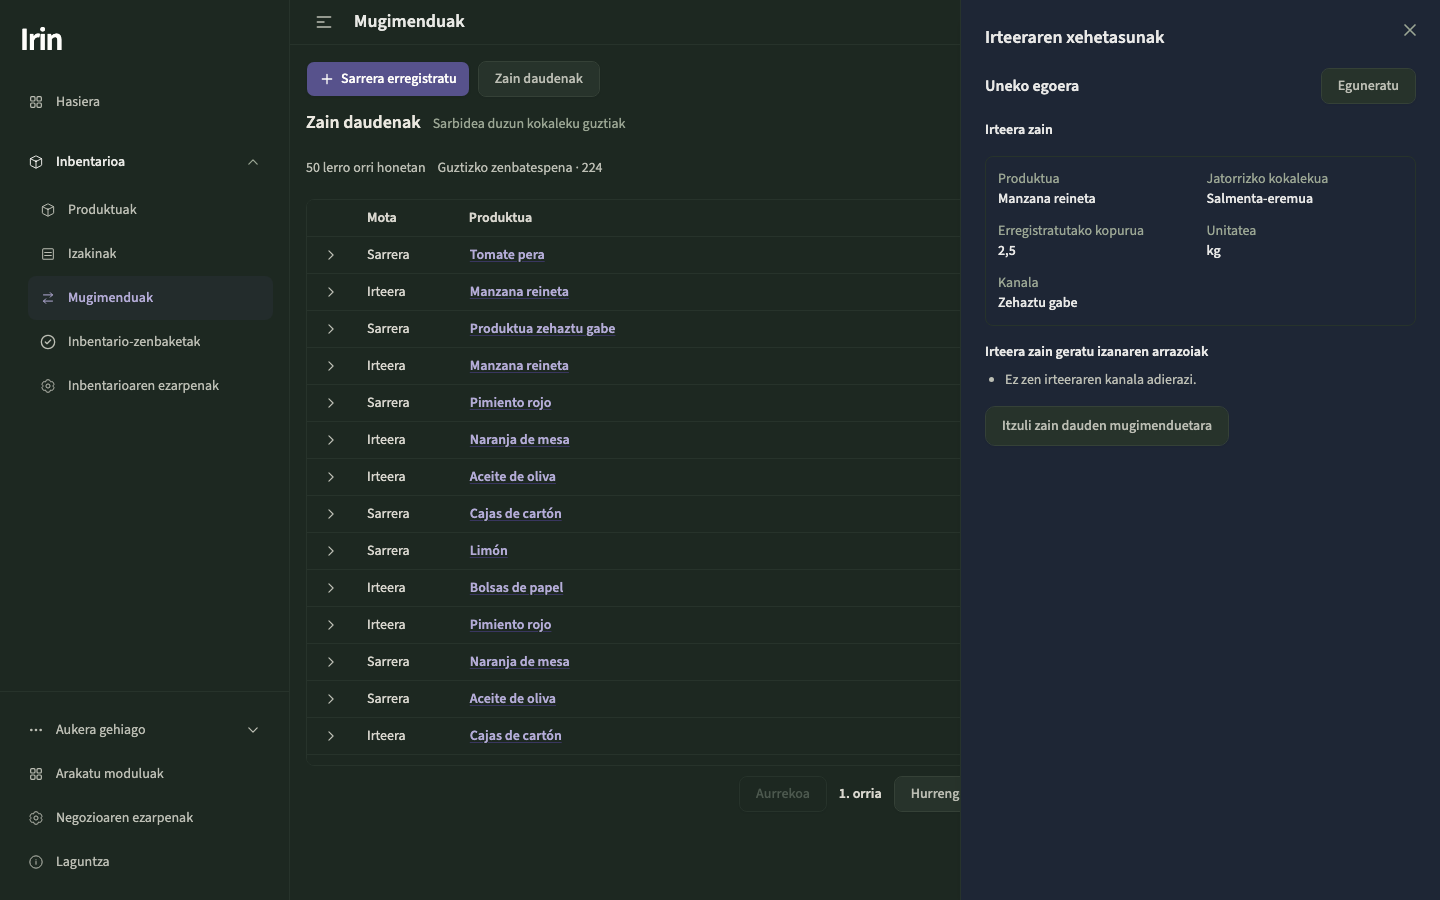 Irin
Hasiera
Inbentarioa
Produktuak
Izakinak
Mugimenduak
Inbentario-zenbaketak
Inbentarioaren ezarpenak
Aukera gehiago
Arakatu moduluak
Negozioaren ezarpenak
Laguntza
Mugimenduak
Sarrera erregistratu
Zain daudenak
Zain daudenak Sarbidea duzun kokaleku guztiak
50 lerro orri honetan Guztizko zenbatespena · 224
Mota Produktua
Sarrera Tomate pera
Irteera Manzana reineta
Sarrera Produktua zehaztu gabe
Irteera Manzana reineta
Sarrera Pimiento rojo
Irteera Naranja de mesa
Irteera Aceite de oliva
Sarrera Cajas de cartón
Sarrera Limón
Irteera Bolsas de papel
Irteera Pimiento rojo
Sarrera Naranja de mesa
Sarrera Aceite de oliva
Irteera Cajas de cartón
Aurrekoa 1. orria Hurreng
Irteeraren xehetasunak
Uneko egoera Eguneratu
Irteera zain
Produktua Jatorrizko kokalekua
Manzana reineta Salmenta-eremua
Erregistratutako kopurua Unitatea
2,5 kg
Kanala
Zehaztu gabe
Irteera zain geratu izanaren arrazoiak
• Ez zen irteeraren kanala adierazi.
Itzuli zain dauden mugimenduetara